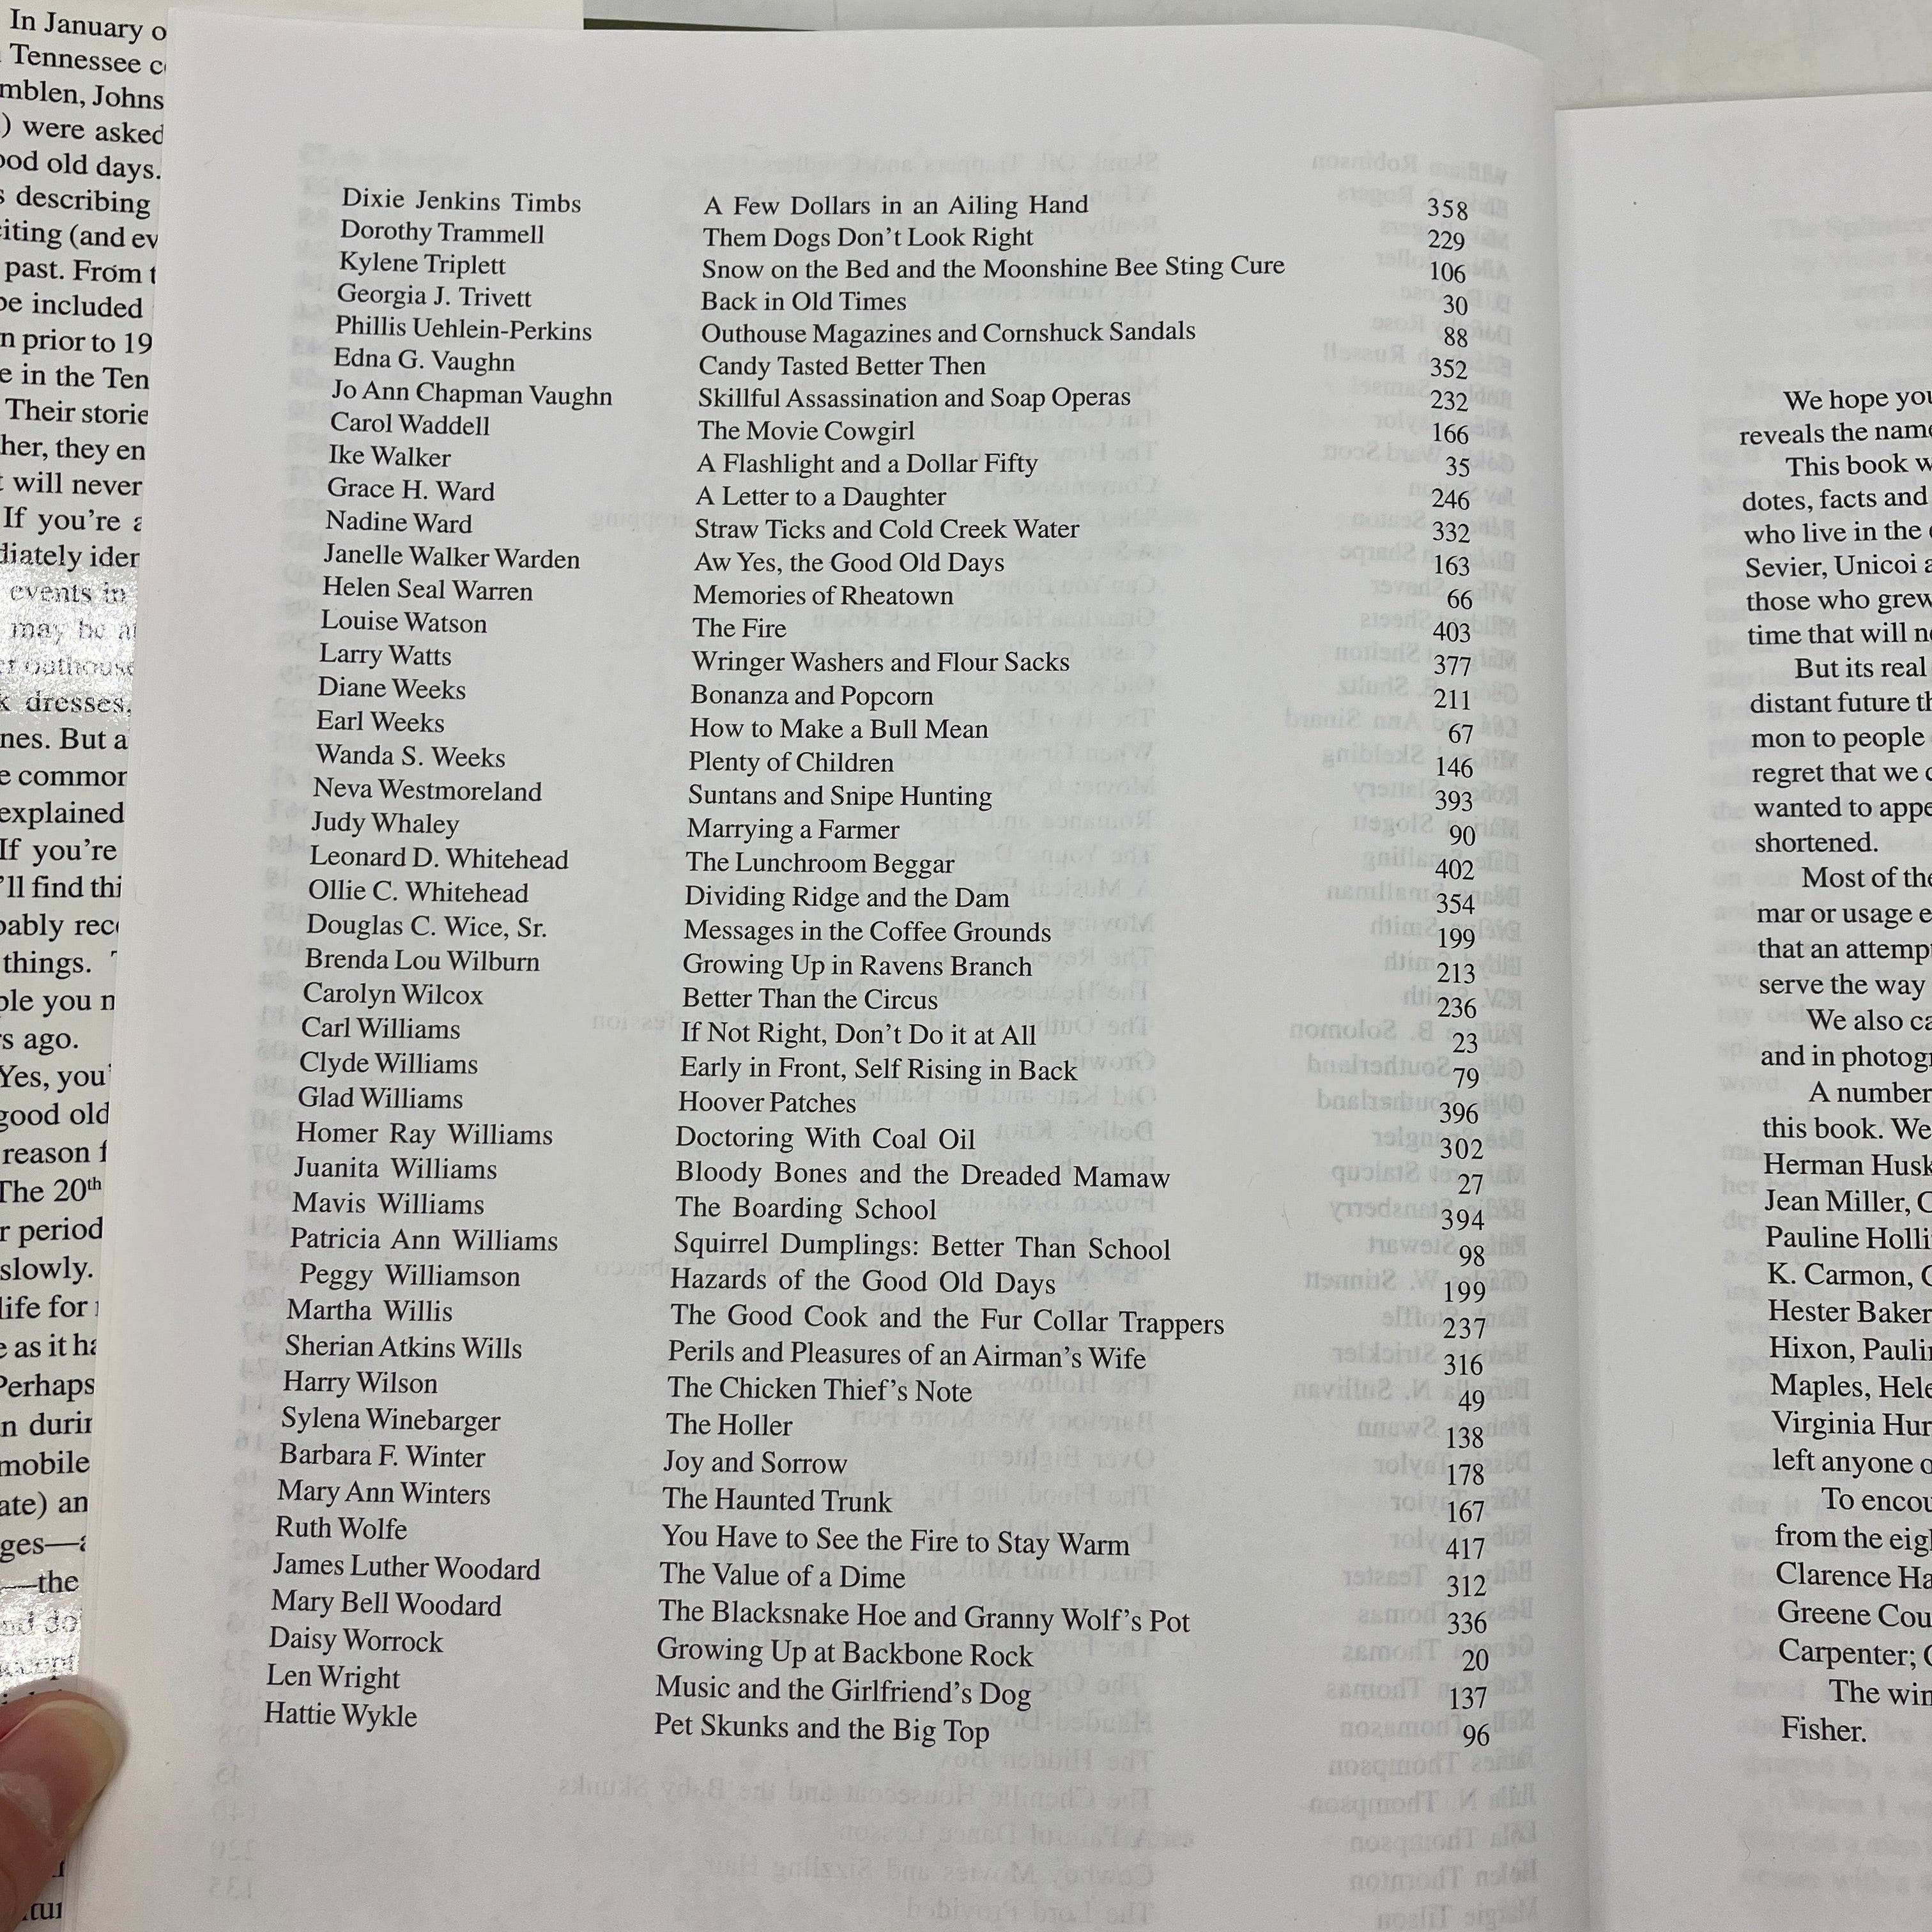 In January o
Tennessee c
mblen, Johns
) were asked
ood old days.
s describing
iting (and ev
past. From t
be included
n prior to 19
e in the Ten
Their storie
her, they en
t will never
If you're a
diately iden
events in
may be a
er outhouse
k dresses,
nes. But a
e common
explained
If you're
'll find thi
bably rec
things.
ple you n
s ago.
Yes, you'
good old
reason f
The 20th
r period
slowly.
life for
e as it ha
Perhaps
n durin
mobile
ate) an
ges—a
—the
Dixie Jenkins Timbs A Few Dollars in an Ailing Hand 358
Dorothy Trammell Them Dogs Don't Look Right 229
Kylene Triplett Snow on the Bed and the Moonshine Bee Sting Cure 106
Georgia J. Trivett Back in Old Times 30
Phillis Uehlein-Perkins Outhouse Magazines and Cornshuck Sandals 88
Edna G. Vaughn Candy Tasted Better Then 352
Jo Ann Chapman Vaughn Skillful Assassination and Soap Operas 232
Carol Waddell The Movie Cowgirl 166
Ike Walker A Flashlight and a Dollar Fifty 35
Grace H. Ward A Letter to a Daughter 246
Nadine Ward Straw Ticks and Cold Creek Water 332
Janelle Walker Warden Aw Yes, the Good Old Days 163
Helen Seal Warren Memories of Rheatown 66
Louise Watson The Fire 403
Larry Watts Wringer Washers and Flour Sacks 377
Diane Weeks Bonanza and Popcorn 211
Earl Weeks How to Make a Bull Mean 67
Wanda S. Weeks Plenty of Children 146
Neva Westmoreland Suntans and Snipe Hunting 393
Judy Whaley Marrying a Farmer 90
Leonard D. Whitehead The Lunchroom Beggar 402
Ollie C. Whitehead Dividing Ridge and the Dam 354
Douglas C. Wice, Sr. Messages in the Coffee Grounds 199
Brenda Lou Wilburn Growing Up in Ravens Branch 213
Carolyn Wilcox Better Than the Circus 236
Carl Williams If Not Right, Don't Do it at All 23
Clyde Williams Early in Front, Self Rising in Back 79
Glad Williams Hoover Patches 396
Homer Ray Williams Doctoring With Coal Oil 302
Juanita Williams Bloody Bones and the Dreaded Mamaw 27
Mavis Williams The Boarding School 394
Patricia Ann Williams Squirrel Dumplings: Better Than School 98
Peggy Williamson Hazards of the Good Old Days 199
Martha Willis The Good Cook and the Fur Collar Trappers 237
Sherian Atkins Wills Perils and Pleasures of an Airman's Wife 316
Harry Wilson The Chicken Thief's Note 49
Sylena Winebarger The Holler 138
Barbara F. Winter Joy and Sorrow 178
Mary Ann Winters The Haunted Trunk 167
Ruth Wolfe You Have to See the Fire to Stay Warm 417
James Luther Woodard The Value of a Dime 312
Mary Bell Woodard The Blacksnake Hoe and Granny Wolf's Pot 336
Daisy Worrock Growing Up at Backbone Rock 20
Len Wright Music and the Girlfriend's Dog 137
Hattie Wykle Pet Skunks and the Big Top 96
We hope you
reveals the name
This book w
dotes, facts and
who live in the
Sevier, Unicoi a
those who grew
time that will n
But its real
distant future th
mon to people
regret that we c
wanted to appe
shortened.
Most of the
mar or usage e
that an attemp
serve the way
We also ca
and in photog
A number
this book. We
Herman Husk
Jean Miller, C
Pauline Holli
K. Carmon, C
Hester Baker
Hixon, Paulin
Maples, Hele
Virginia Hur
left anyone o
To encou
from the eig
Clarence Ha
Greene Cou
Carpenter; C
The win
Fisher.